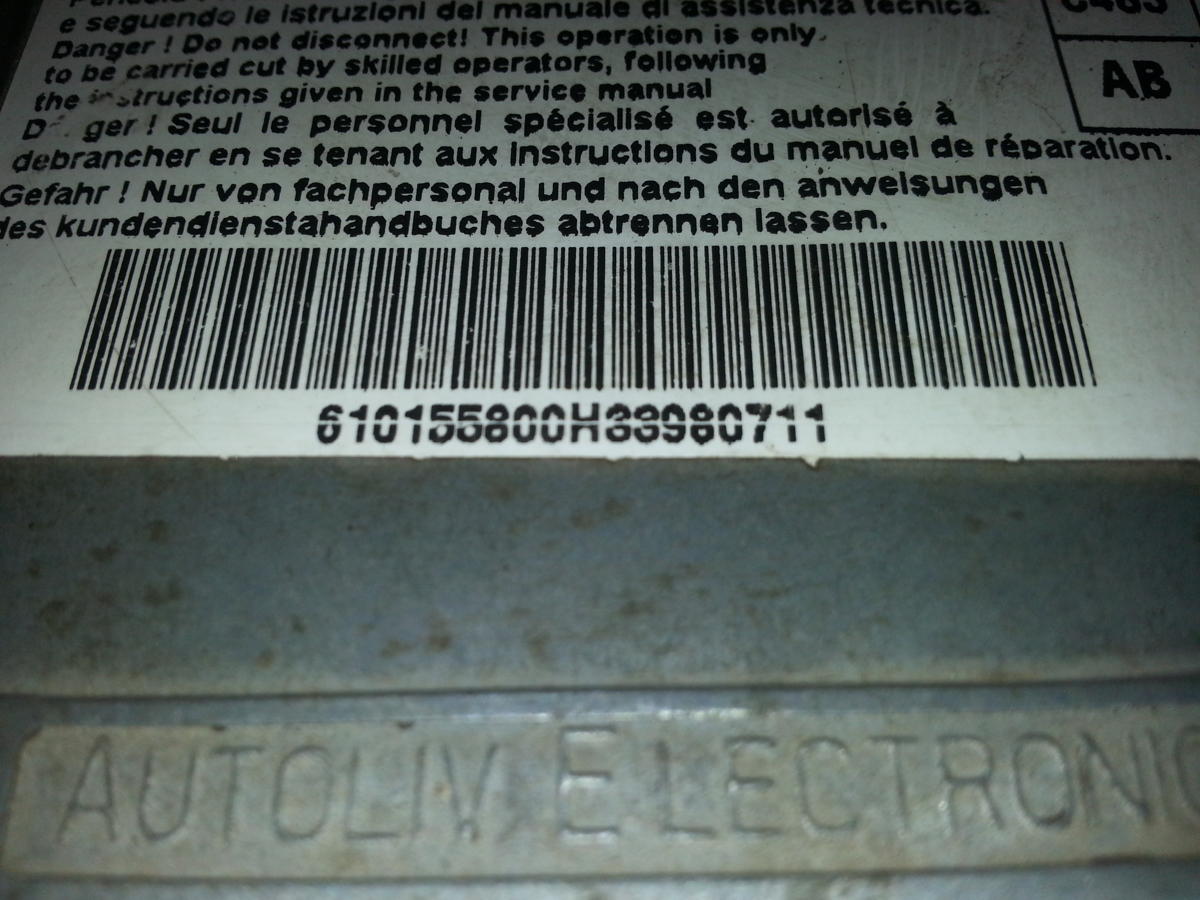 e seguendo le istruzioni del manuale di assistenza tecnica.
Danger ! Do not disconnect! This operation is only
to be carried cut by skilled operators, following
the instructions given in the service manual
ger ! Seul le personnel spécialisé est autorisé à
debrancher en se tenant aux instructions du manuel de réparation.
Gefahr ! Nur von fachpersonal und nach den anweisungen
des kundendienstahandbuches abtrennen lassen.
AB
610155800H33980711
AUTOLIV ELECTRONIC